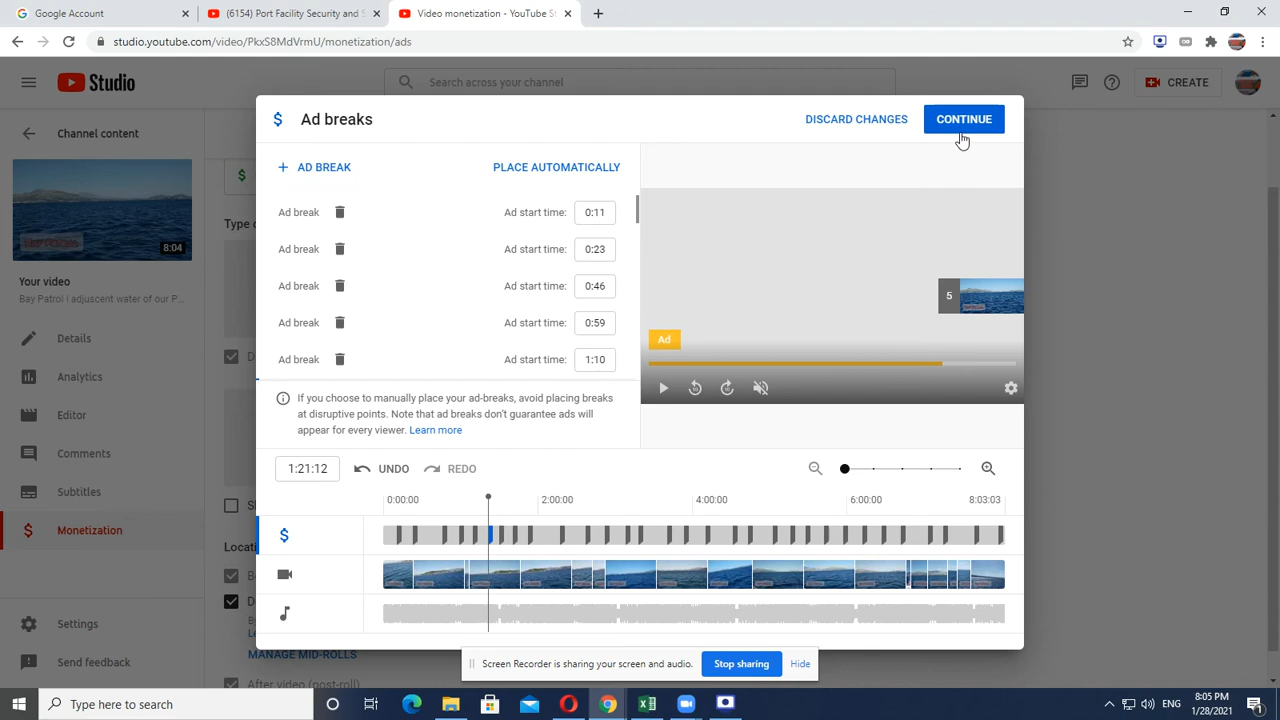 Google Account
(6154) Port Facility Security and S
Video monetization - YouTube St
studio.youtube.com/video/PkxS8MdVrmU/monetization/ads
Studio
Search across your channel
CREATE
Channel content
8:04
Your video
Bay Patrol i adjuscent water of our P...
Details
Analytics
Editor
Comments
Subtitles
Monetization
Settings
Send feedback
Type o
Ad breaks
DISCARD CHANGES
CONTINUE
AD BREAK
PLACE AUTOMATICALLY
Ad break Ad start time: 0:11
Ad break Ad start time: 0:23
Ad break Ad start time: 0:46
Ad break Ad start time: 0:59
Ad break Ad start time: 1:10
If you choose to manually place your ad-breaks, avoid placing breaks
at disruptive points. Note that ad breaks don't guarantee ads will
appear for every viewer. Learn more
5
Ad
1:21:12
UNDO
REDO
0:00:00 2:00:00 4:00:00 6:00:00 8:03:03
Locatio
MANAGE MID-ROLLS
After video (post-roll)
Screen Recorder is sharing your screen and audio.
Stop sharing
Hide
Type here to search
ENG
8:05 PM
1/28/2021